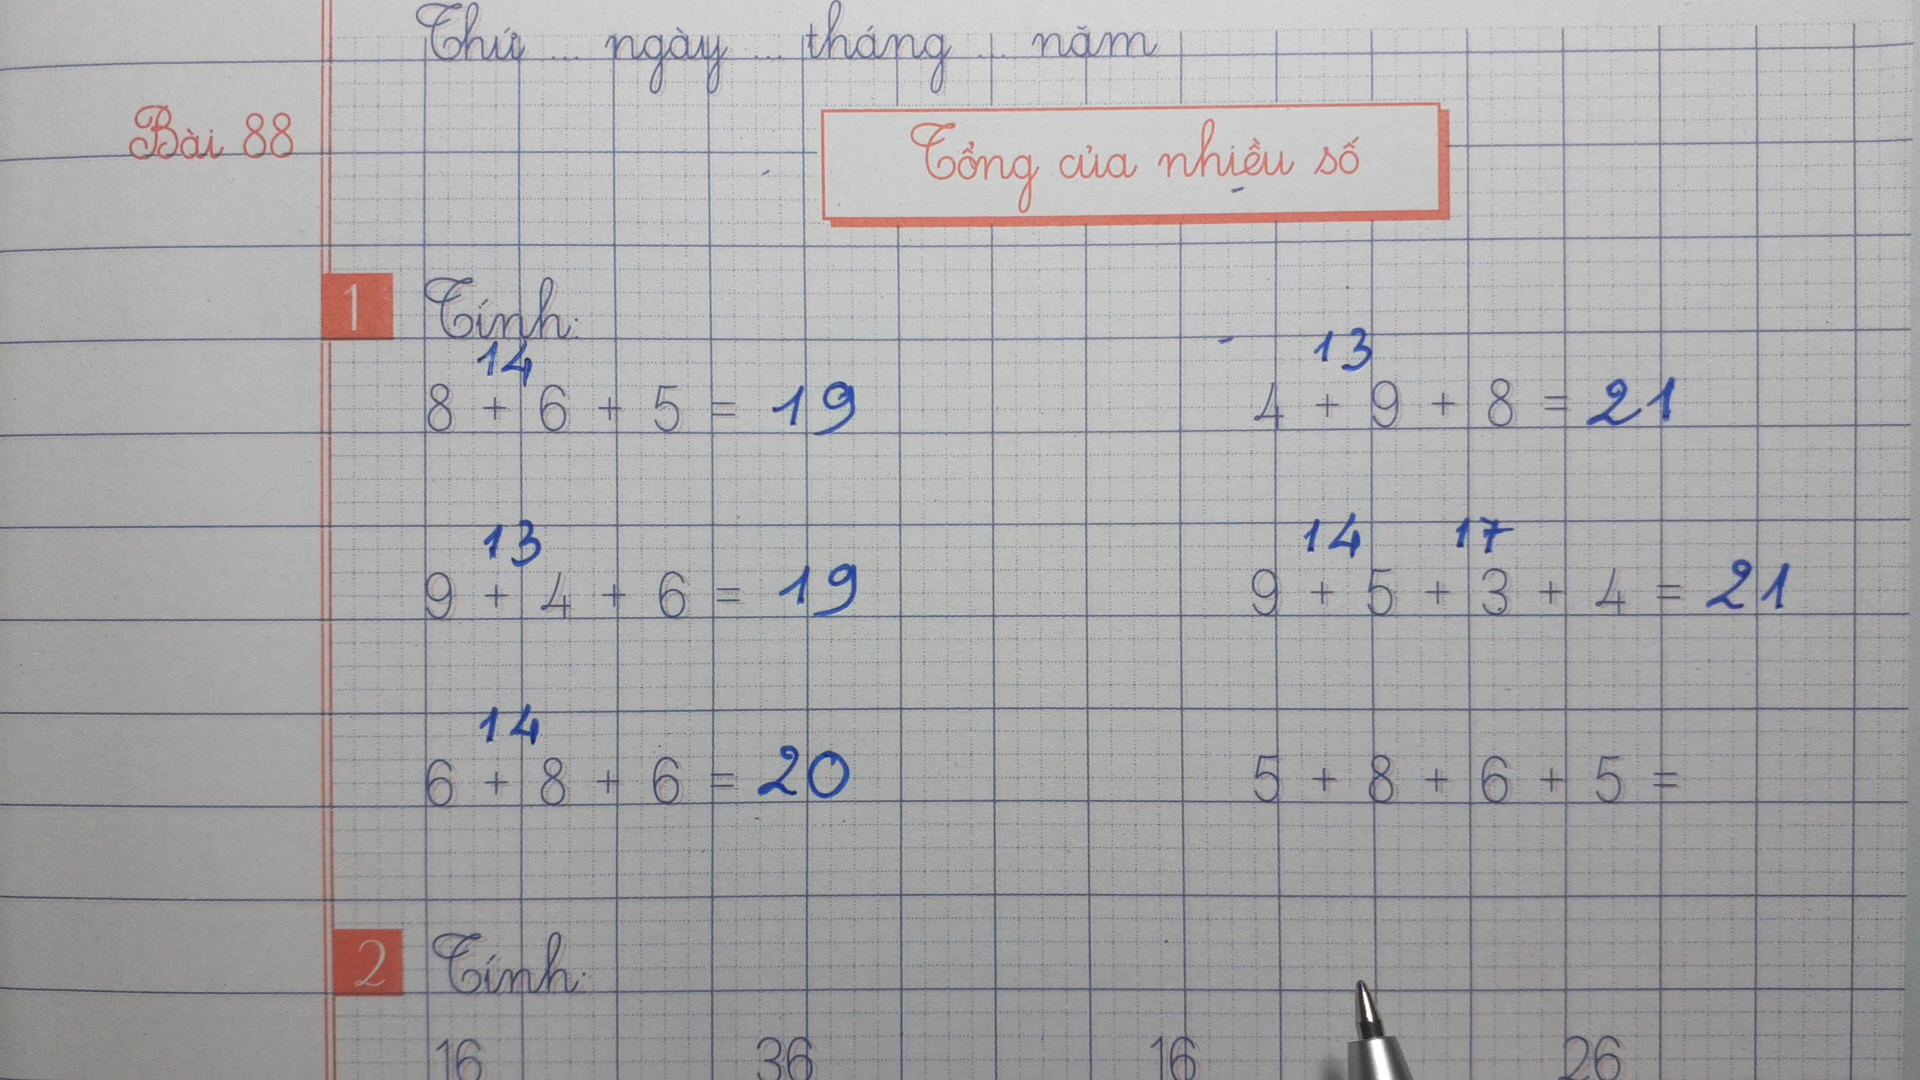 Thứ ... ngày ... tháng ... năm
Bài 88
Tổng của nhiều số
1 Tính:
14
8 + 6 + 5 = 19
13
4 + 9 + 8 = 21
13
9 + 4 + 6 = 19
14 17
9 + 5 + 3 + 4 = 21
14
6 + 8 + 6 = 20
5 + 8 + 6 + 5 =
2 Tính:
16 36 16 26